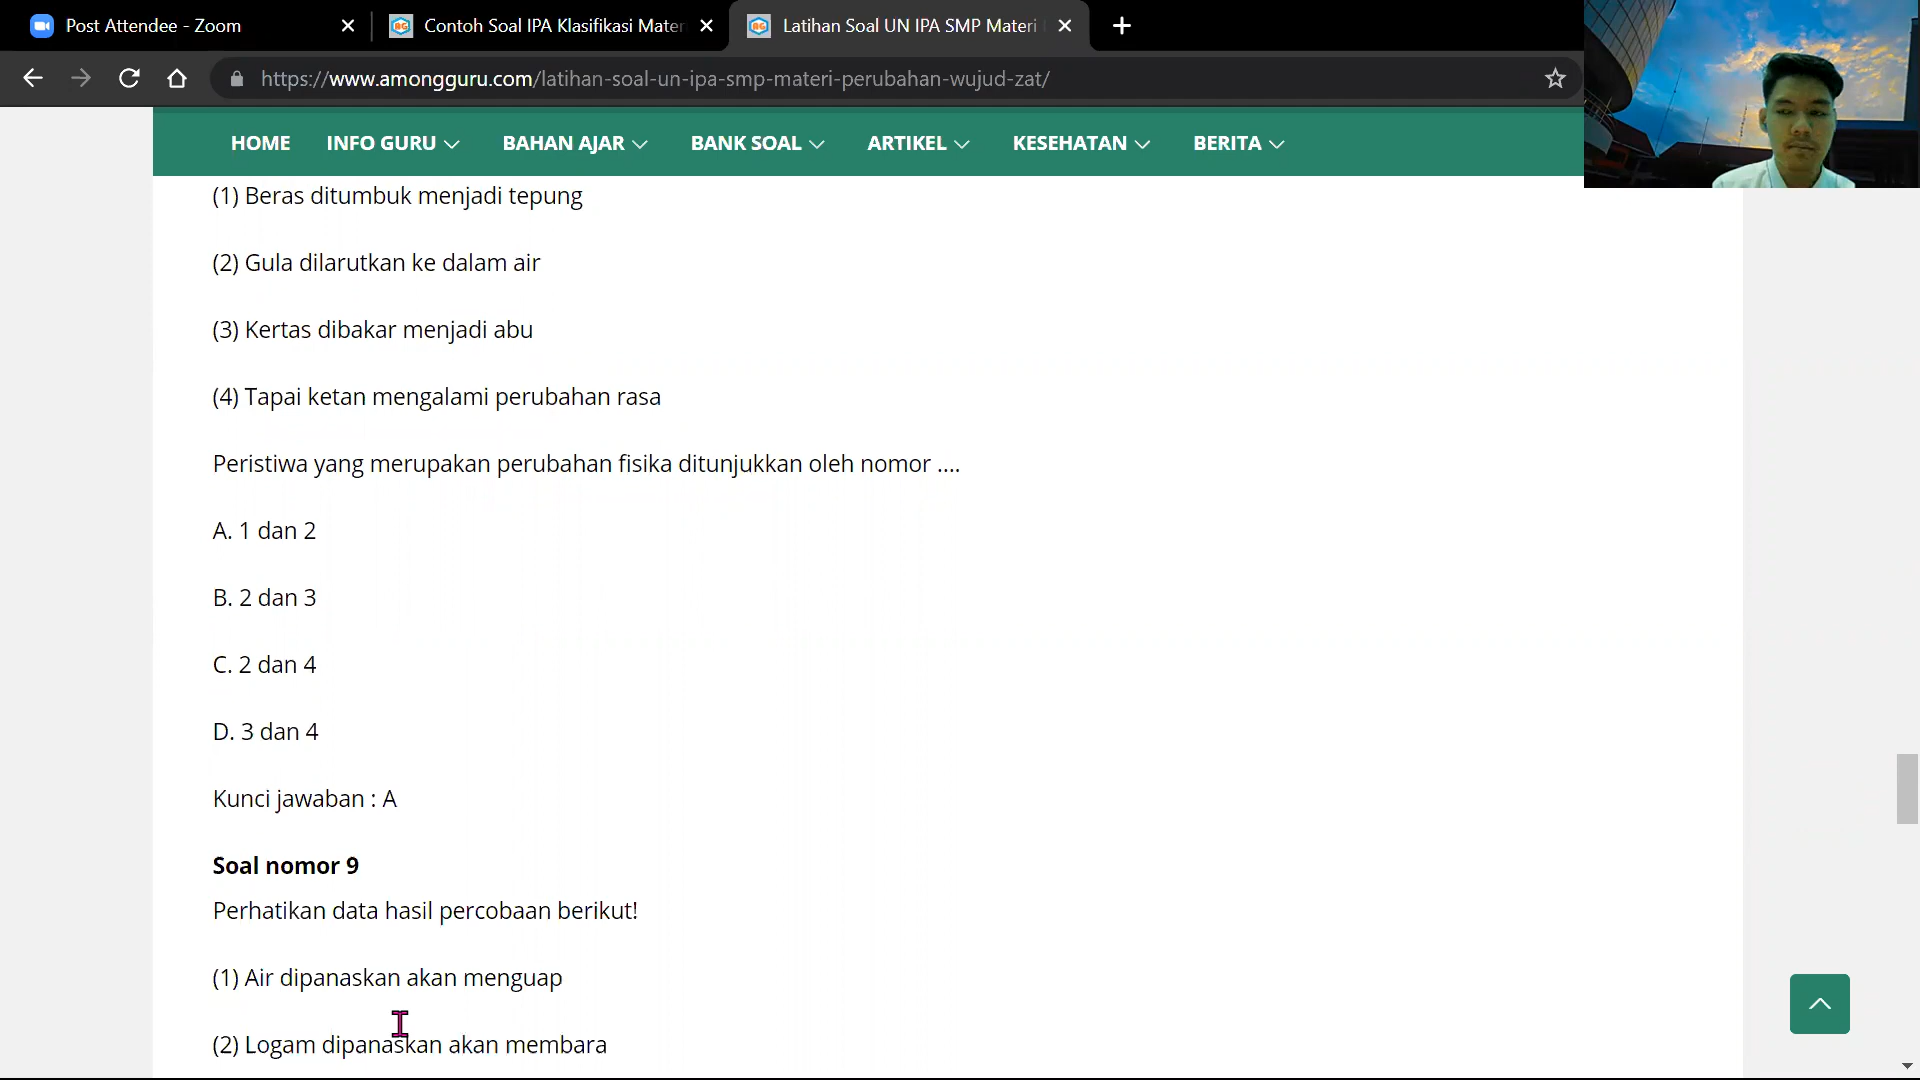 Post Attendee - Zoom
Contoh Soal IPA Klasifikasi Mater
Latihan Soal UN IPA SMP Materi
https://www.amongguru.com/latihan-soal-un-ipa-smp-materi-perubahan-wujud-zat/
HOME INFO GURU BAHAN AJAR BANK SOAL ARTIKEL KESEHATAN BERITA
(1) Beras ditumbuk menjadi tepung
(2) Gula dilarutkan ke dalam air
(3) Kertas dibakar menjadi abu
(4) Tapai ketan mengalami perubahan rasa
Peristiwa yang merupakan perubahan fisika ditunjukkan oleh nomor ....
A. 1 dan 2
B. 2 dan 3
C. 2 dan 4
D. 3 dan 4
Kunci jawaban : A
Soal nomor 9
Perhatikan data hasil percobaan berikut!
(1) Air dipanaskan akan menguap
(2) Logam dipanaskan akan membara